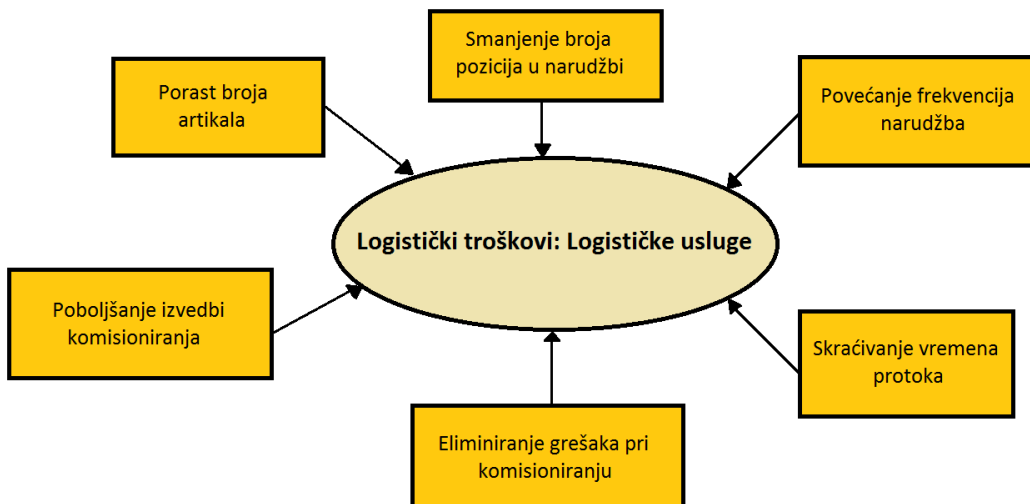 Smanjenje broja
pozicija u narudžbi
Porast broja
artikala
Povećanje frekvencija
narudžba
Logistički troškovi: Logističke usluge
Poboljšanje izvedbi
komisioniranja
Skraćivanje vremena
protoka
Eliminiranje grešaka pri
komisioniranju